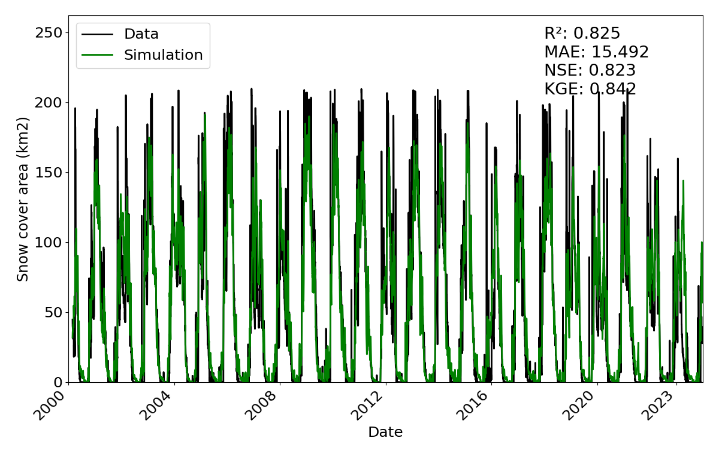 250
200
150
100
50
0
Snow cover area (km2)
Data
Simulation
R²: 0.825
MAE: 15.492
NSE: 0.823
KGE: 0.842
2000
2004
2008
2012
2016
2020
2023
Date